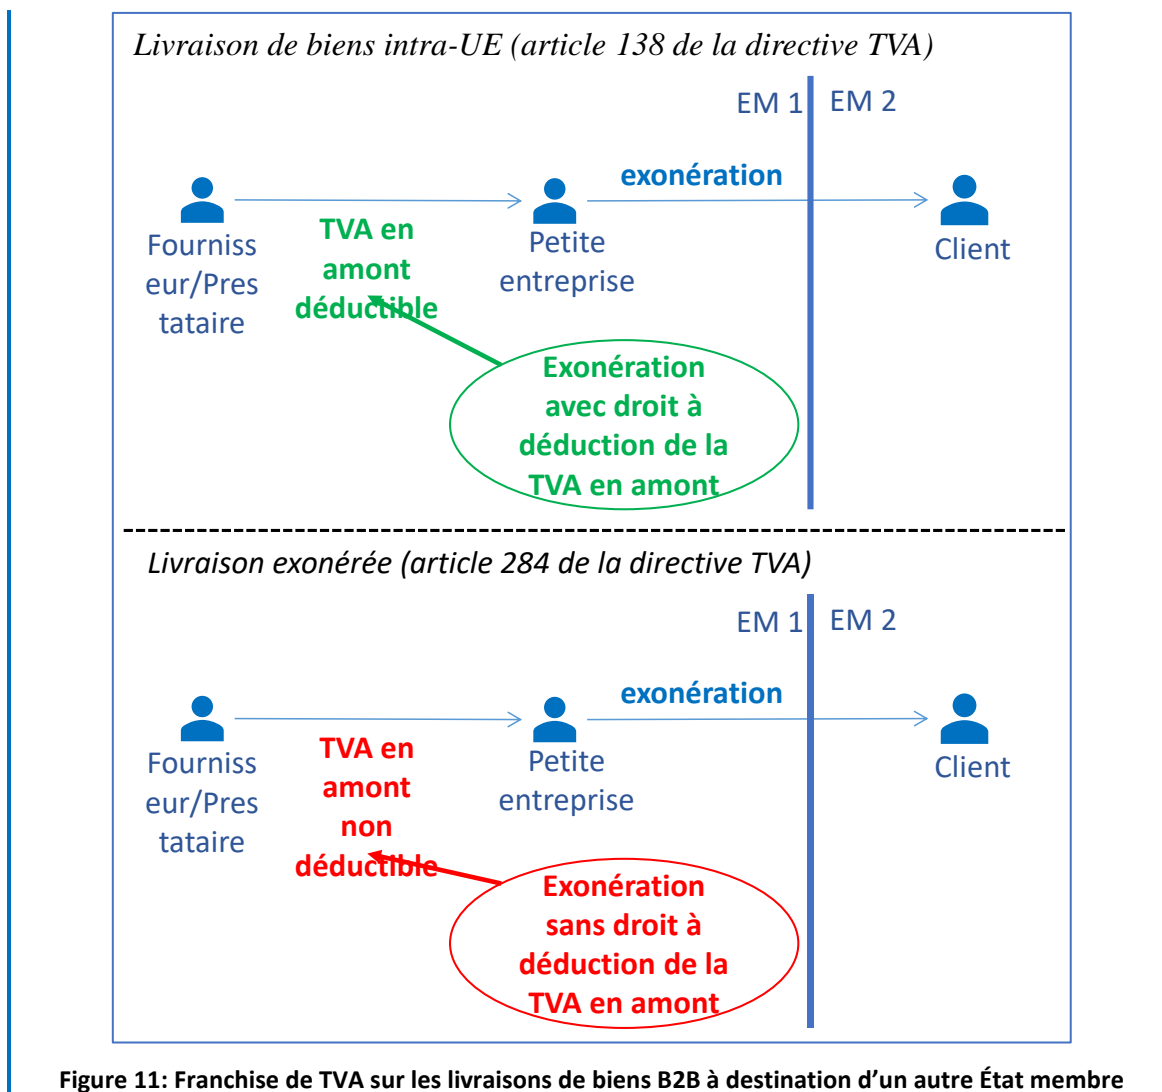 Livraison de biens intra-UE (article 138 de la directive TVA)
EM 1
EM 2
exonération
TVA en
amont
déductible
Fourniss
eur/Pres
tataire
Petite
entreprise
Client
Exonération
avec droit à
déduction de la
TVA en amont
Livraison exonérée (article 284 de la directive TVA)
EM 1
EM 2
exonération
TVA en
amont
non
déductible
Fourniss
eur/Pres
tataire
Petite
entreprise
Client
Exonération
sans droit à
déduction de la
TVA en amont
Figure 11: Franchise de TVA sur les livraisons de biens B2B à destination d’un autre État membre